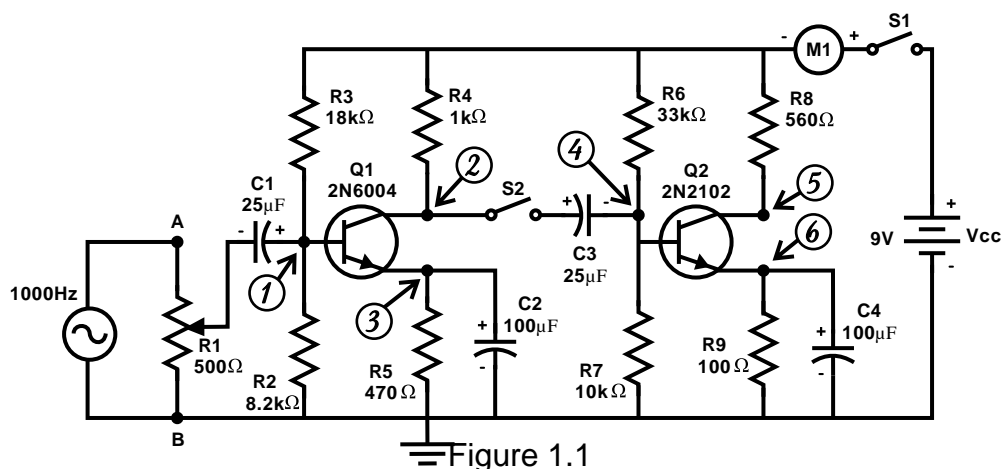 S1
- M1 +
R3
18kΩ
R4
1kΩ
R6
33kΩ
R8
560Ω
Q1
2N6004
2
4
Q2
2N2102
5
C1
25µF
S2
A
- +
+ -
C3
25µF
6
+
9V Vcc
-
1000Hz
1
3
R1
500Ω
C2
100µF
+
-
C4
100µF
+
-
R2
8.2kΩ
R5
470Ω
R7
10kΩ
R9
100Ω
B
Figure 1.1